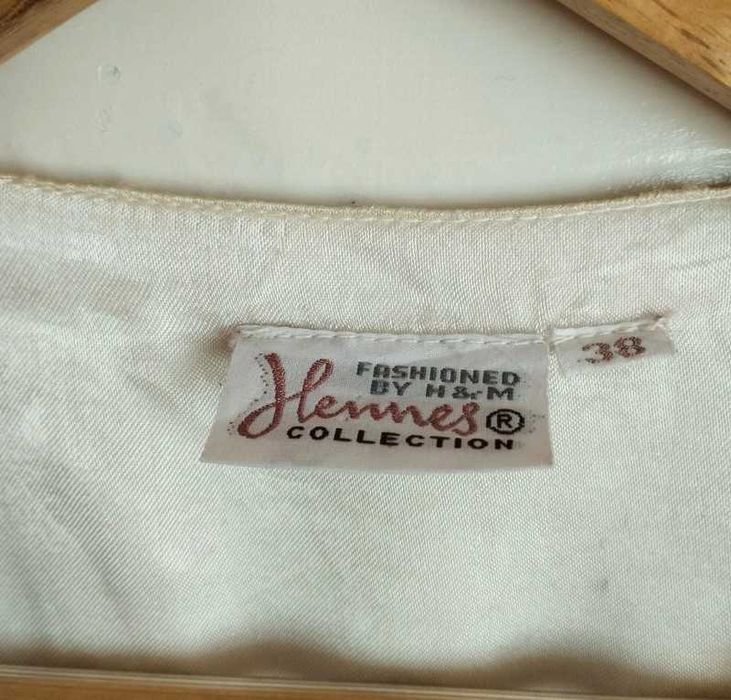 FASHIONED
BY H&M
Hennes ®
COLLECTION
38